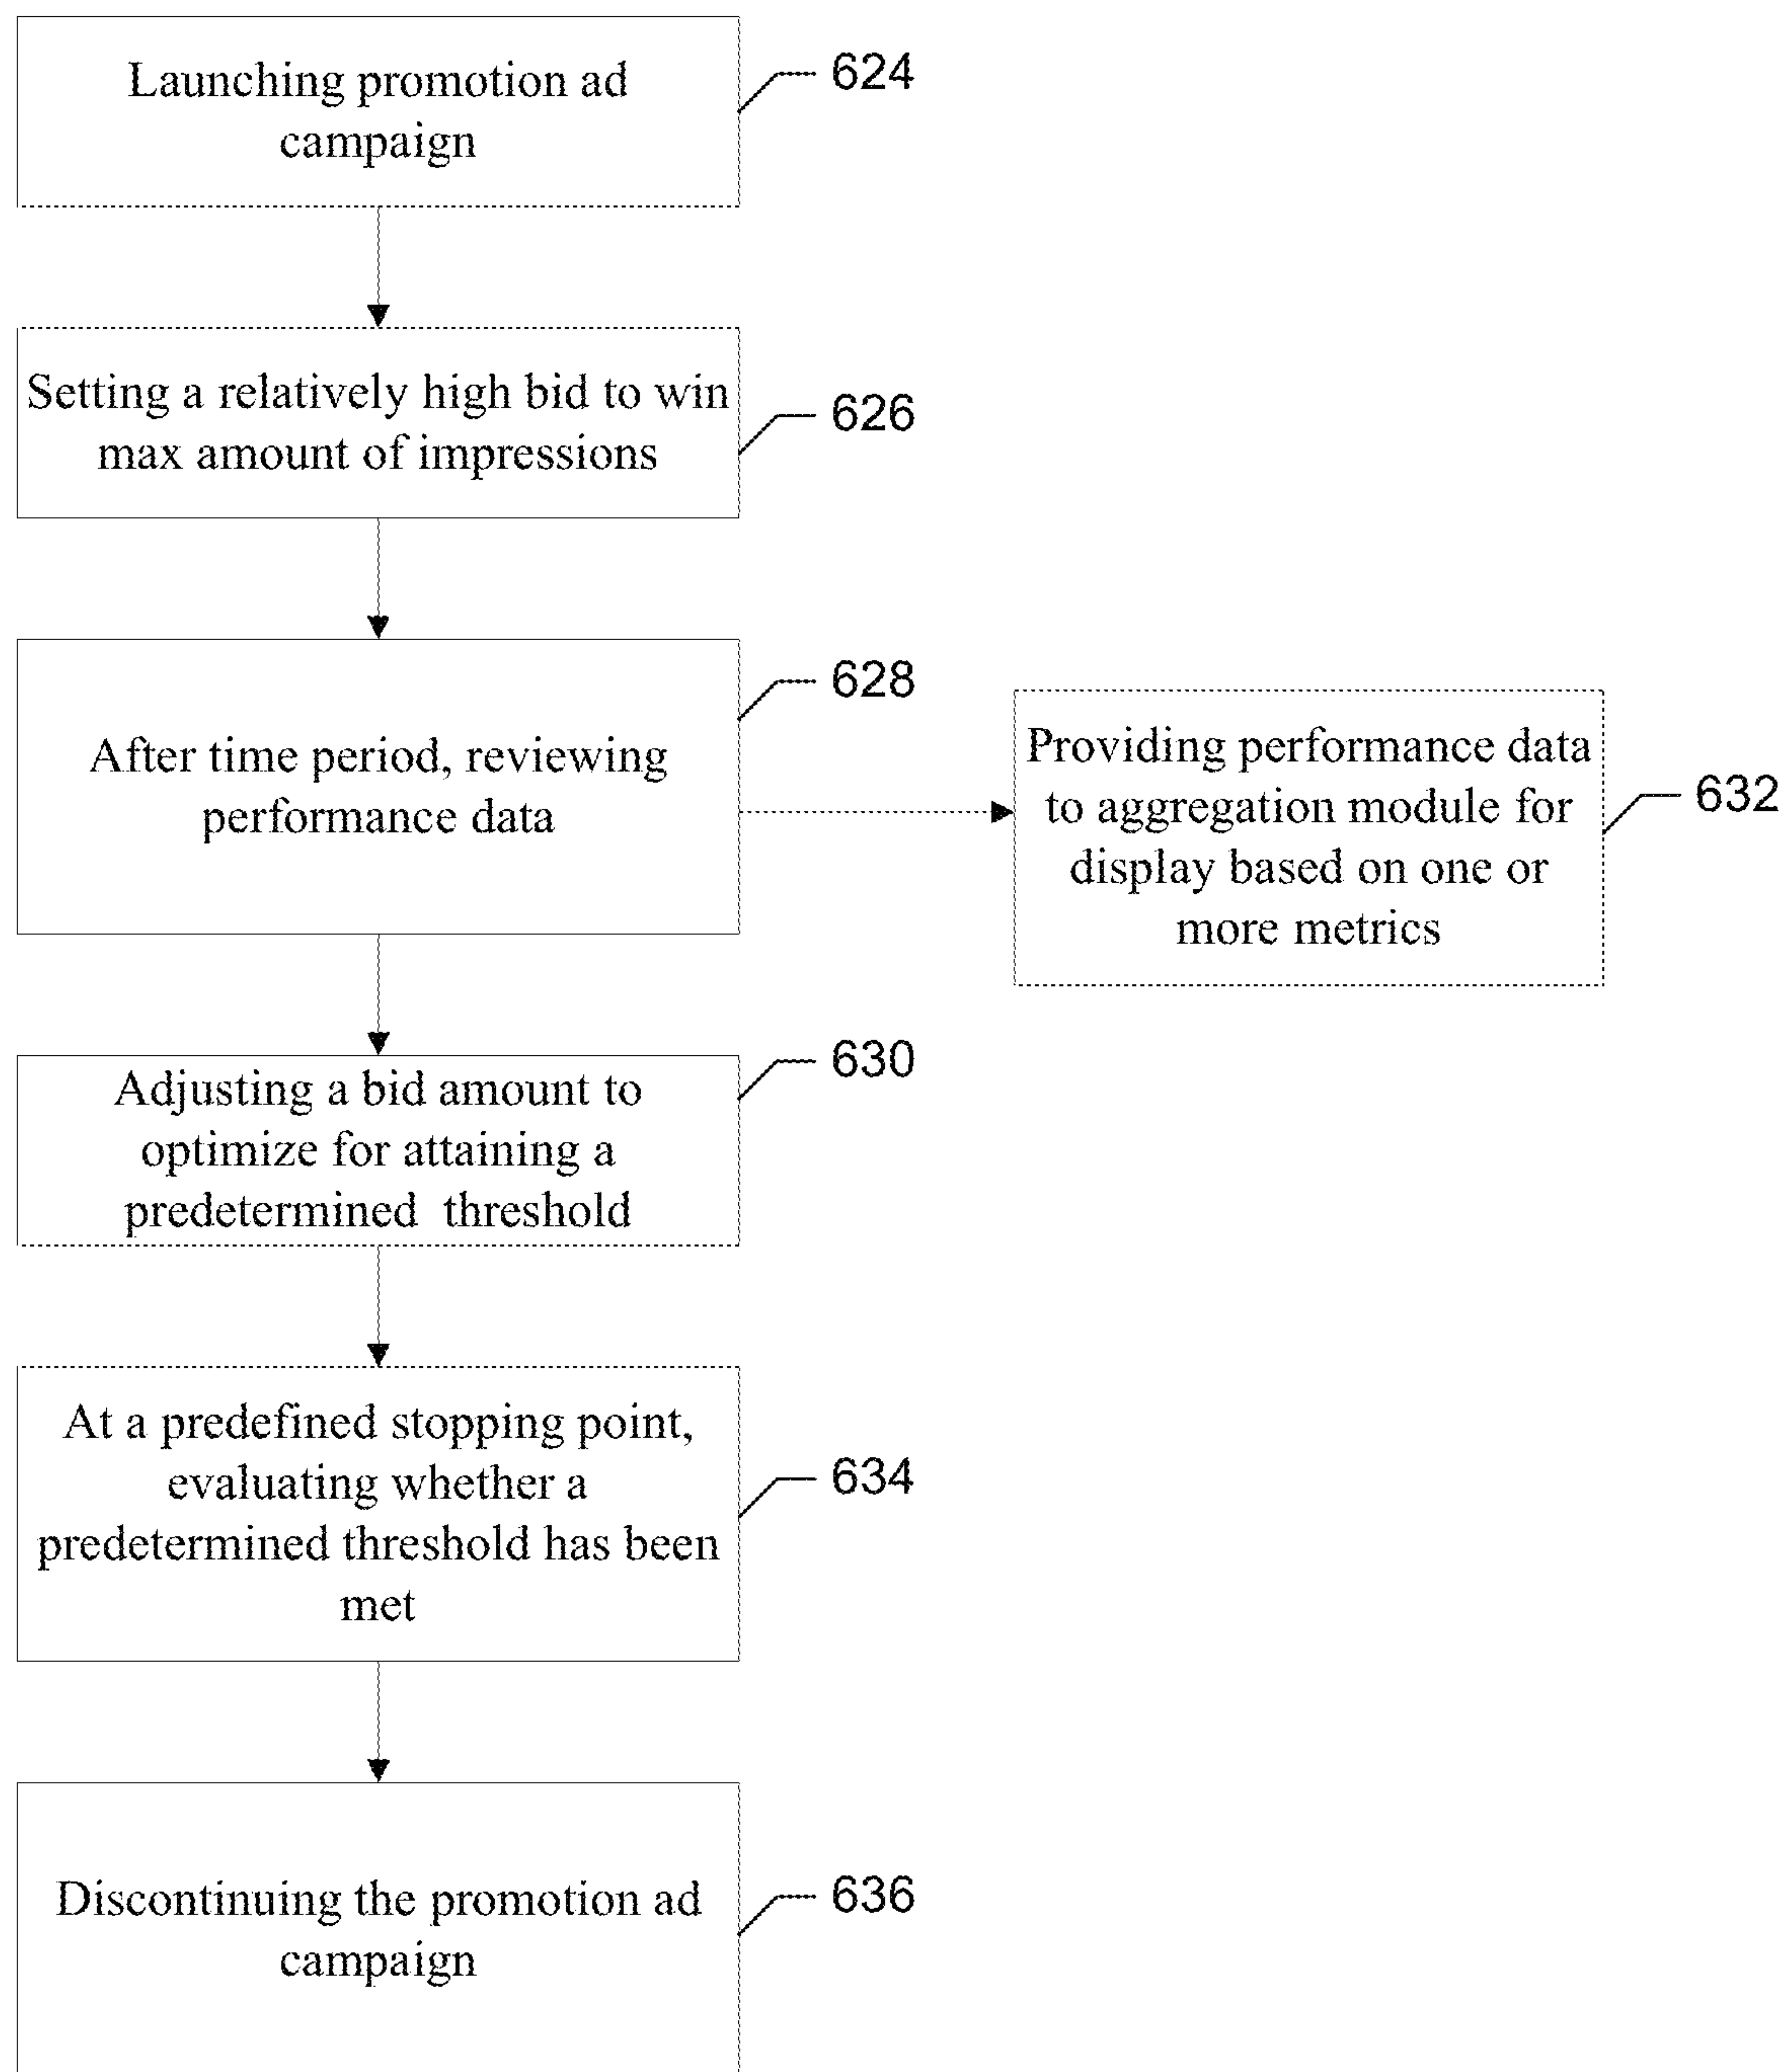 Launching promotion ad
campaign
624
Setting a relatively high bid to win
max amount of impressions
626
After time period, reviewing
performance data
628
Providing performance data
to aggregation module for
display based on one or
more metrics
632
Adjusting a bid amount to
optimize for attaining a
predetermined  threshold
630
At a predefined stopping point,
evaluating whether a
predetermined threshold has been
met
634
Discontinuing the promotion ad
campaign
636